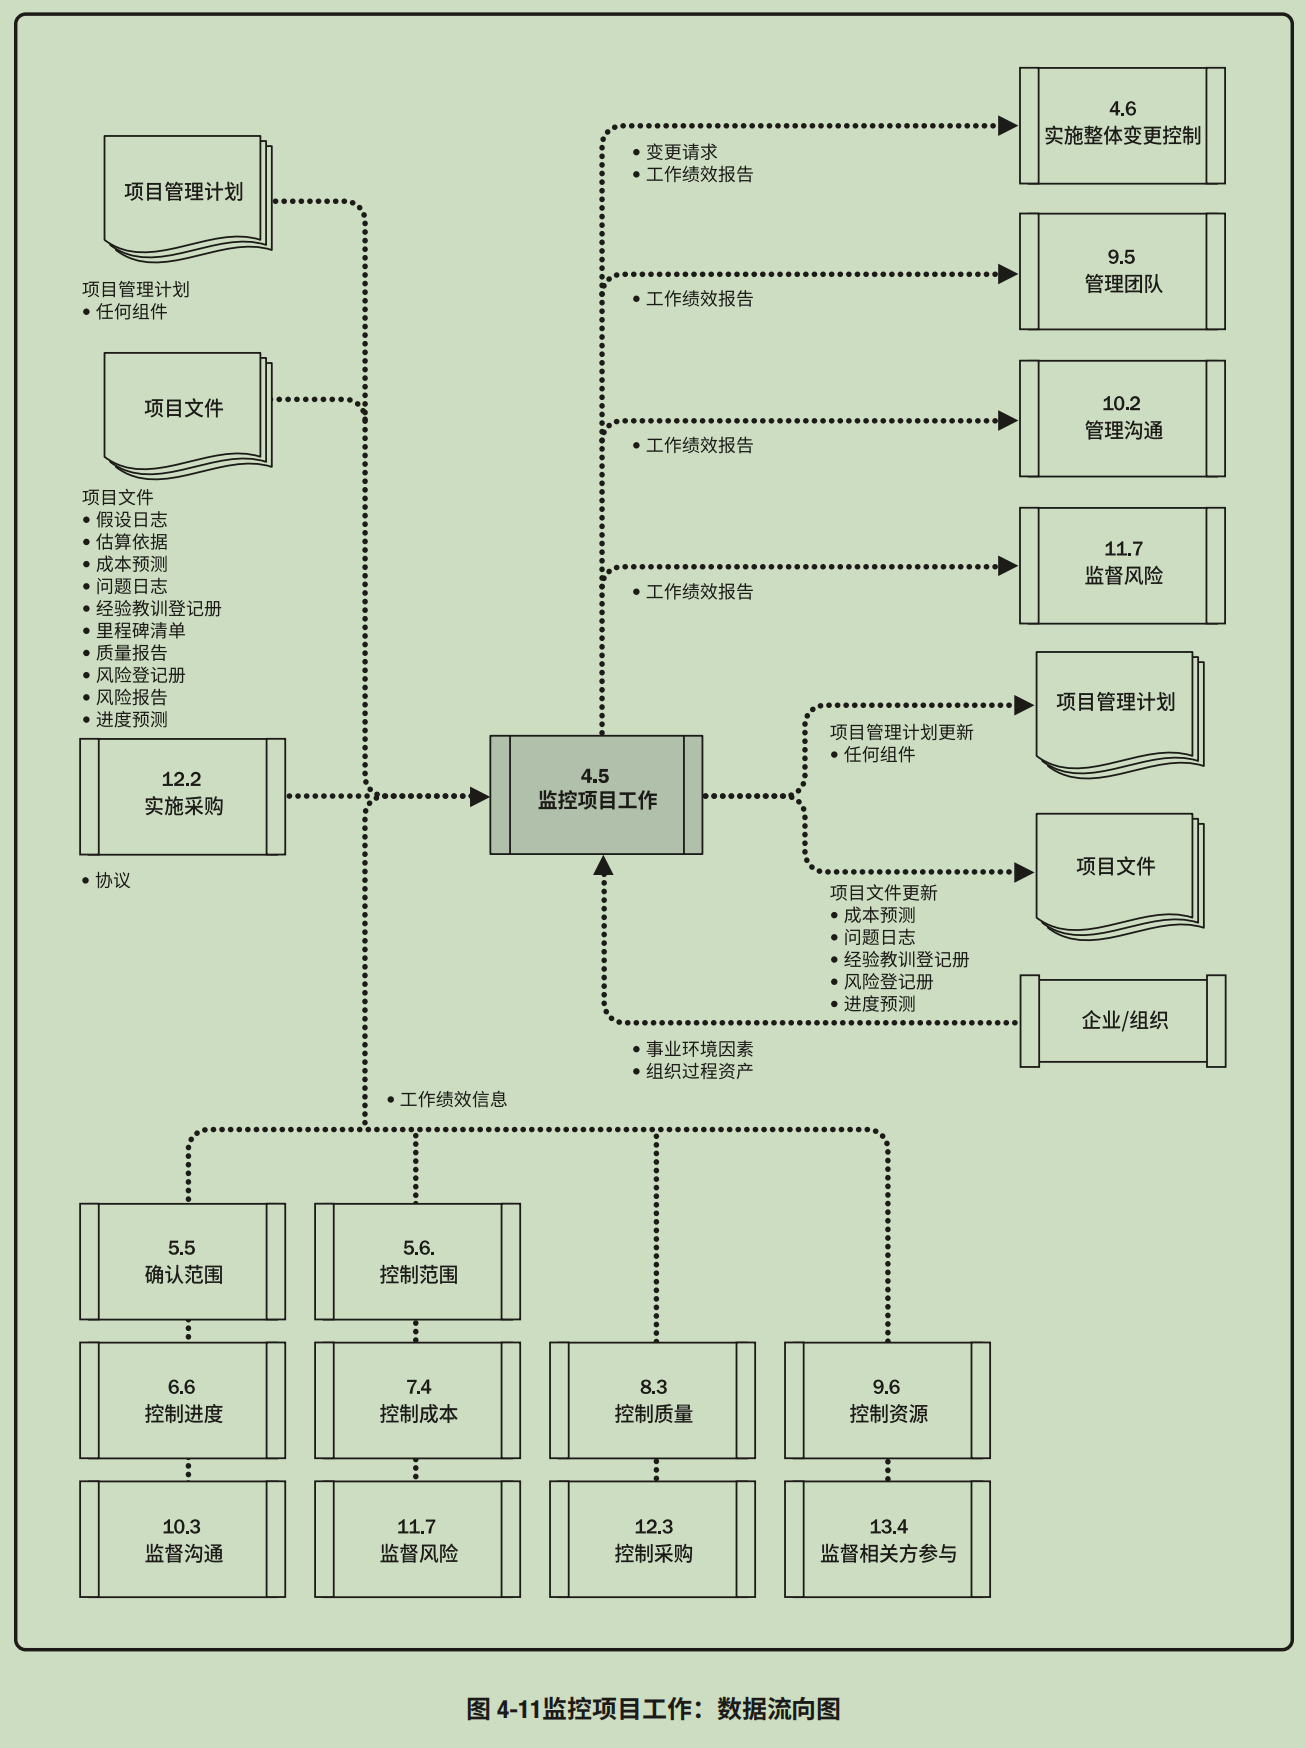 项目管理计划
项目管理计划
• 任何组件
项目文件
项目文件
• 假设日志
• 估算依据
• 成本预测
• 问题日志
• 经验教训登记册
• 里程碑清单
• 质量报告
• 风险登记册
• 风险报告
• 进度预测
12.2
实施采购
• 协议
4.6
实施整体变更控制
• 变更请求
• 工作绩效报告
9.5
管理团队
• 工作绩效报告
10.2
管理沟通
• 工作绩效报告
11.7
监督风险
• 工作绩效报告
4.5
监控项目工作
项目管理计划
项目管理计划更新
• 任何组件
项目文件
项目文件更新
• 成本预测
• 问题日志
• 经验教训登记册
• 风险登记册
• 进度预测
企业/组织
• 事业环境因素
• 组织过程资产
• 工作绩效信息
5.5
确认范围
5.6.
控制范围
6.6
控制进度
7.4
控制成本
8.3
控制质量
9.6
控制资源
10.3
监督沟通
11.7
监督风险
12.3
控制采购
13.4
监督相关方参与
图 4-11监控项目工作：数据流向图